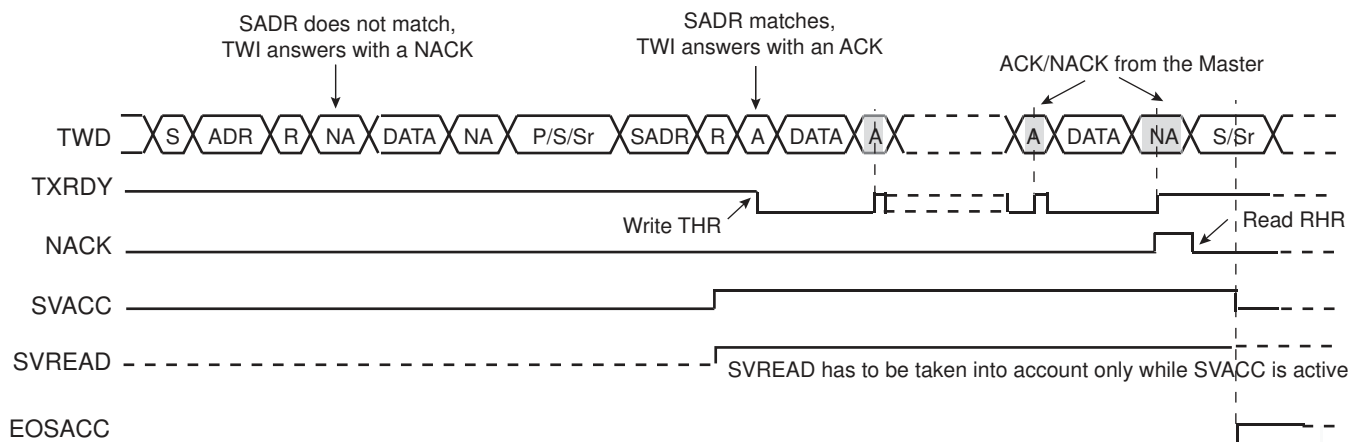 SADR does not match,
TWI answers with a NACK
SADR matches,
TWI answers with an ACK
ACK/NACK from the Master
TWD S ADR R NA DATA NA P/S/Sr SADR R A DATA A A DATA NA S/Sr
TXRDY
Write THR
Read RHR
NACK
SVACC
SVREAD
SVREAD has to be taken into account only while SVACC is active
EOSACC